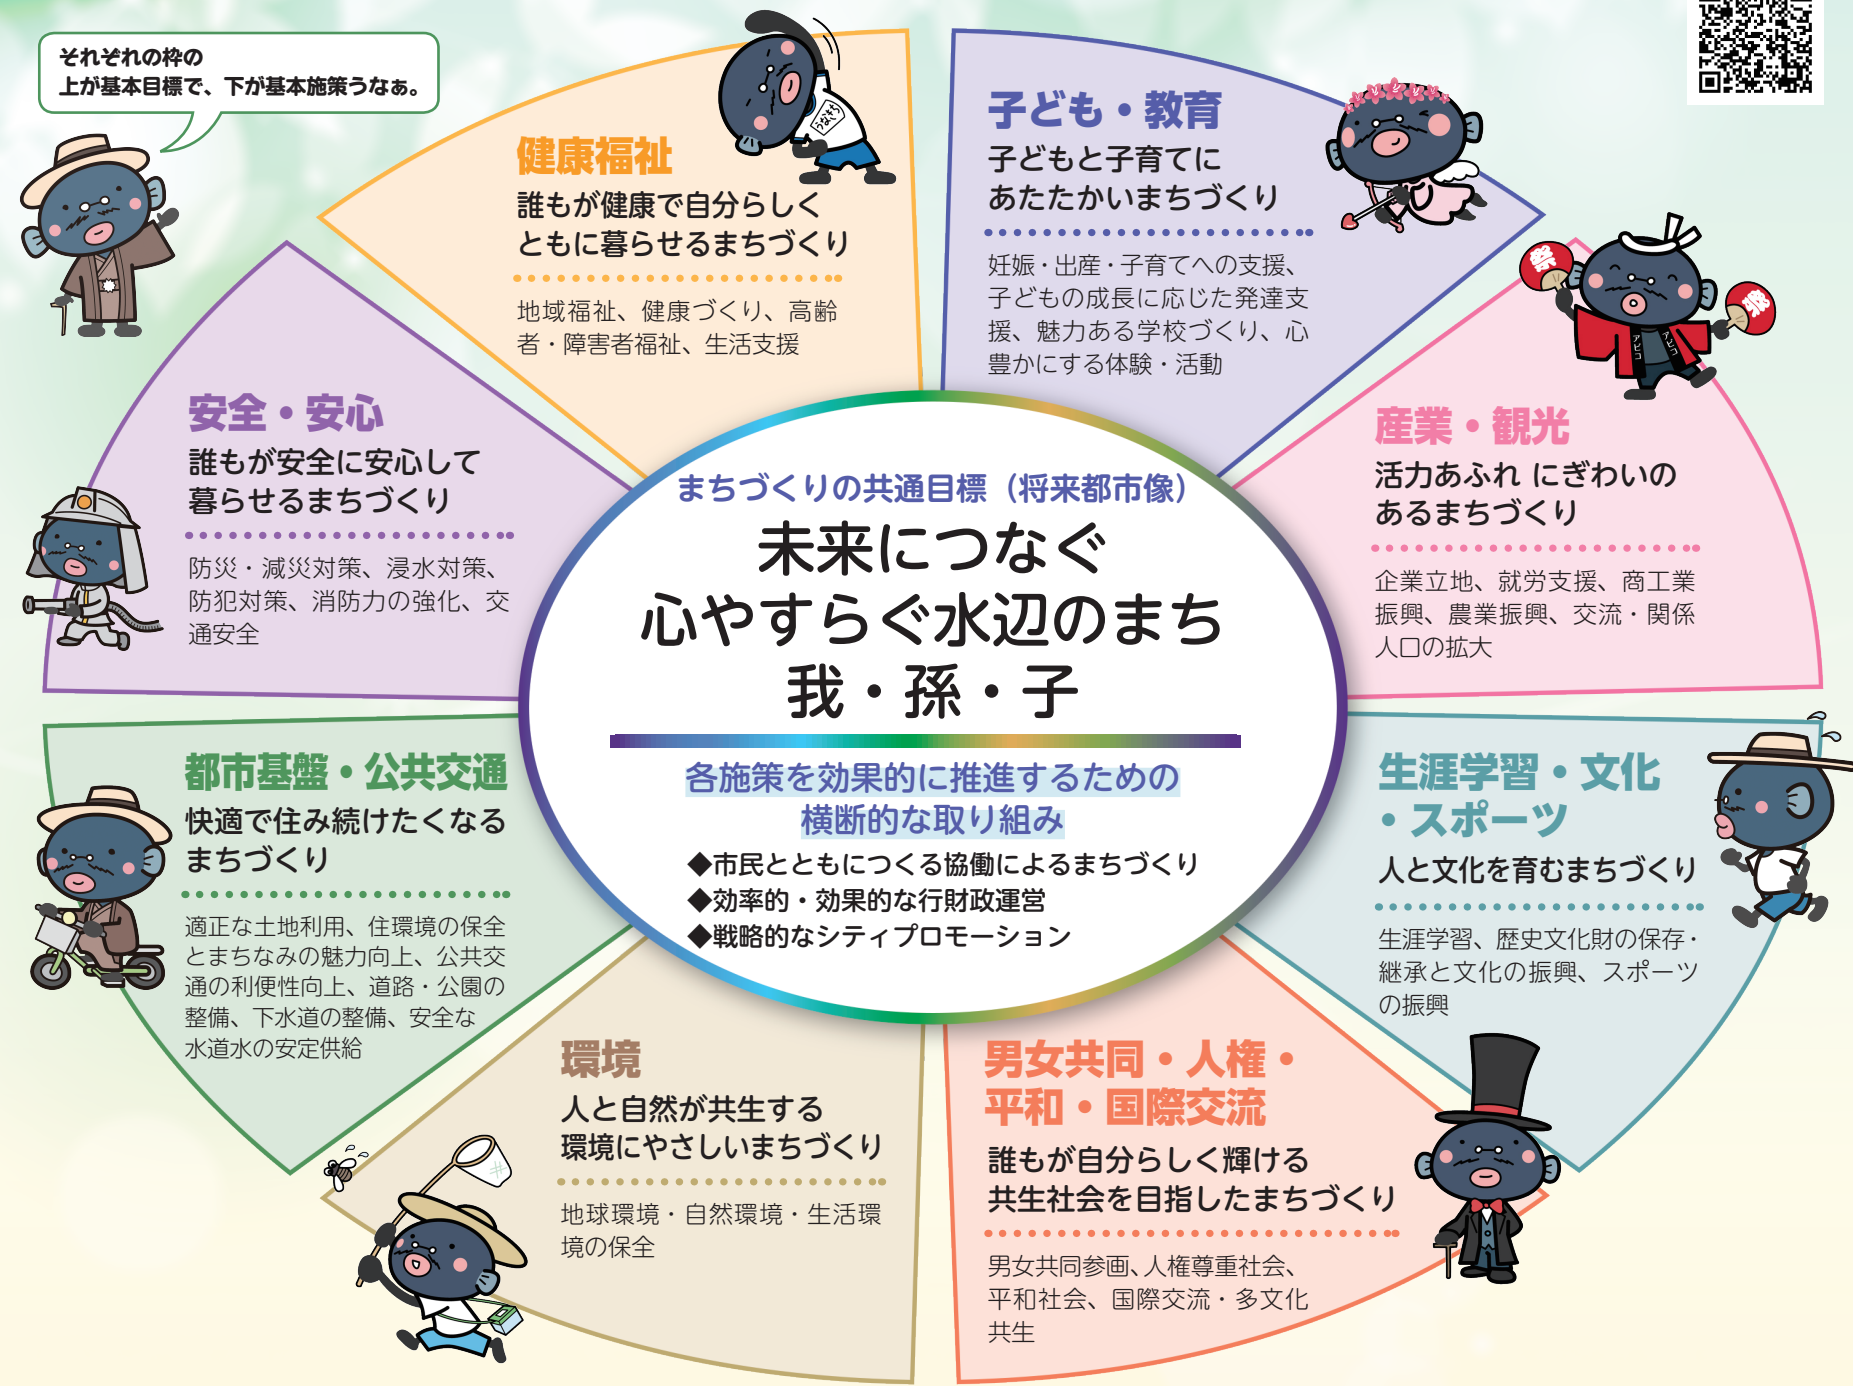 それぞれの枠の
上が基本目標で、下が基本施策うなぁ。
健康福祉
誰もが健康で自分らしく
ともに暮らせるまちづくり
地域福祉、健康づくり、高齢
者・障害者福祉、生活支援
うなきち
子ども・教育
子どもと子育てに
あたたかいまちづくり
妊娠・出産・子育てへの支援、
子どもの成長に応じた発達支
援、魅力ある学校づくり、心
豊かにする体験・活動
安全・安心
誰もが安全に安心して
暮らせるまちづくり
防災・減災対策、浸水対策、
防犯対策、消防力の強化、交
通安全
産業・観光
活力あふれ にぎわいの
あるまちづくり
企業立地、就労支援、商工業
振興、農業振興、交流・関係
人口の拡大
祭
祭
アビコ
アビコ
まちづくりの共通目標（将来都市像）
未来につなぐ
心やすらぐ水辺のまち
我・孫・子
各施策を効果的に推進するための
横断的な取り組み
◆市民とともにつくる協働によるまちづくり
◆効率的・効果的な行財政運営
◆戦略的なシティプロモーション
都市基盤・公共交通
快適で住み続けたくなる
まちづくり
適正な土地利用、住環境の保全
とまちなみの魅力向上、公共交
通の利便性向上、道路・公園の
整備、下水道の整備、安全な
水道水の安定供給
生涯学習・文化
・スポーツ
人と文化を育むまちづくり
生涯学習、歴史文化財の保存・
継承と文化の振興、スポーツ
の振興
環境
人と自然が共生する
環境にやさしいまちづくり
地球環境・自然環境・生活環
境の保全
男女共同・人権・
平和・国際交流
誰もが自分らしく輝ける
共生社会を目指したまちづくり
男女共同参画、人権尊重社会、
平和社会、国際交流・多文化
共生